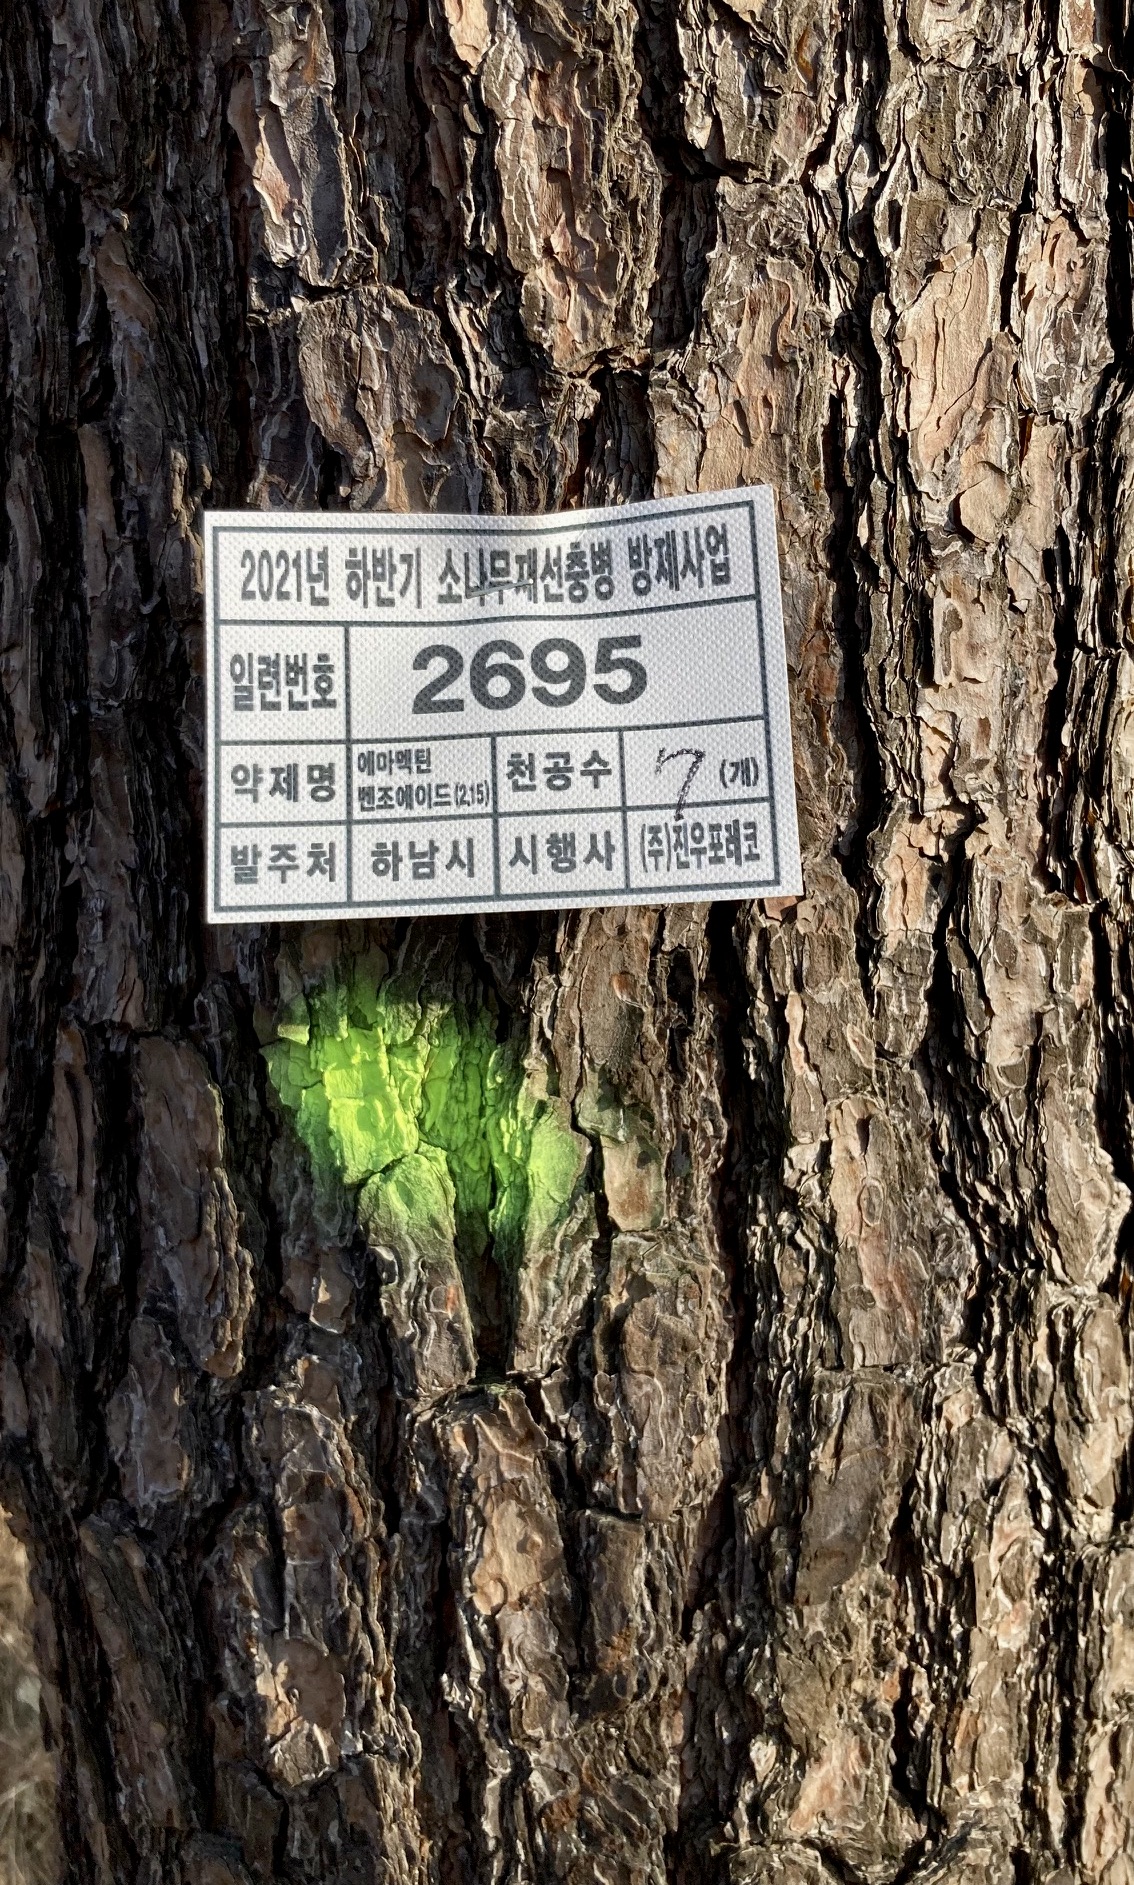 2021년 하반기 소나무재선충병 방제사업
일련번호 2695
약제명 에마멕틴 벤조에이드(2.15) 천공수 7 (개)
발주처 하남시 시행사 (주)진우포레코